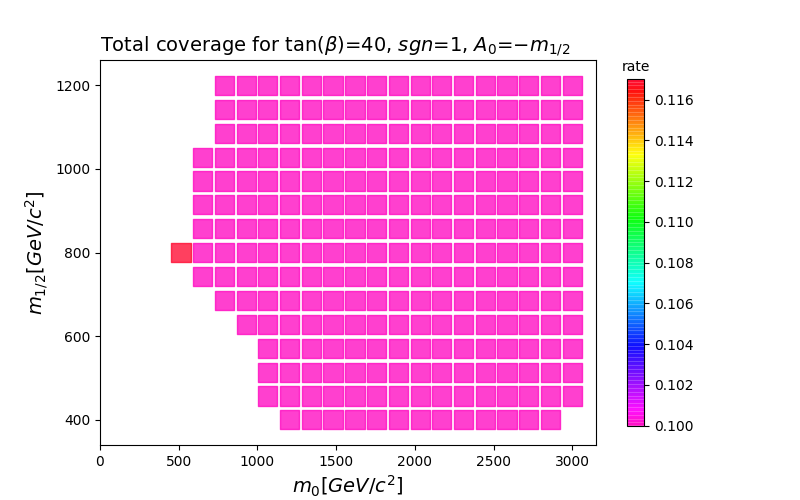 Total coverage for tan(β)=40, sgn=1, A₀=−m₁/₂
rate
1200
1000
800
600
400
m₁/₂[GeV/c²]
0 500 1000 1500 2000 2500 3000
m₀[GeV/c²]
0.116
0.114
0.112
0.110
0.108
0.106
0.104
0.102
0.100